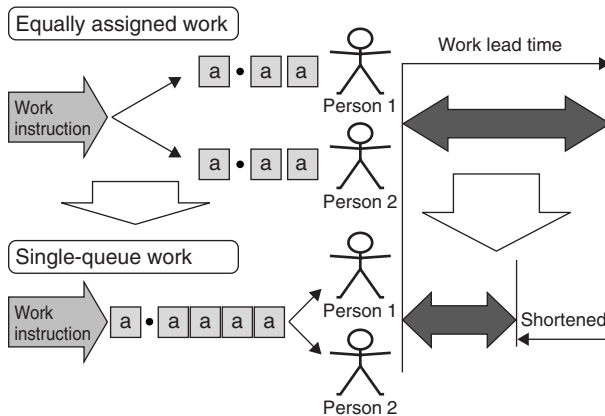 Equally assigned work
Work lead time
a • a a
Person 1
Work
instruction
a • a a
Person 2
Single-queue work
Person 1
Work
instruction
a • a a a a
Shortened
Person 2